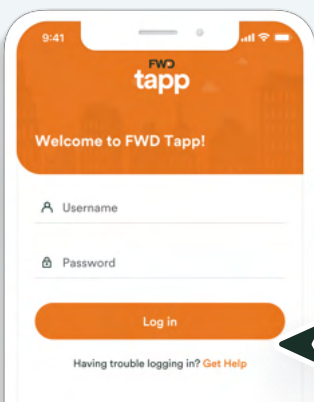 9:41
FWD
tapp
Welcome to FWD Tapp!
Username
Password
Log in
Having trouble logging in? Get Help